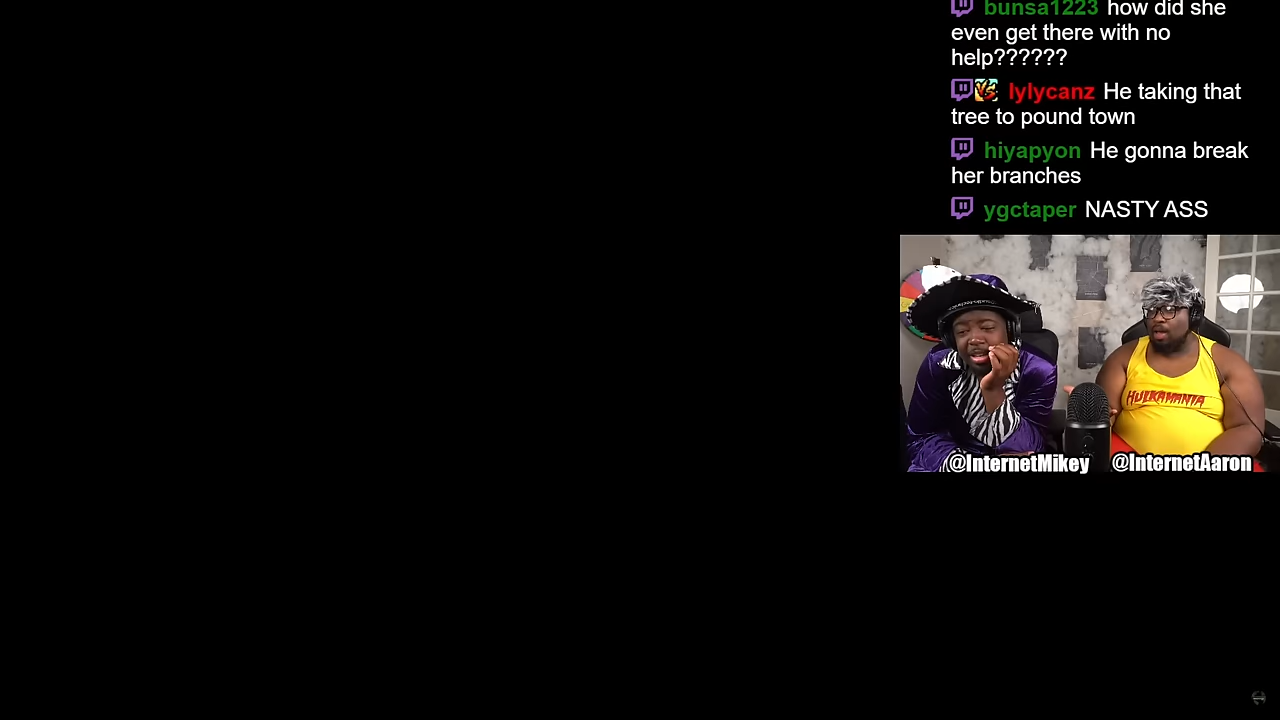 bunsa1223 how did she
even get there with no
help??????
lylycanz He taking that
tree to pound town
hiyapyon He gonna break
her branches
ygctaper NASTY ASS
HULKAMANIA
@InternetMikey @InternetAaron